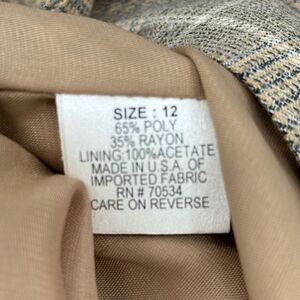 SIZE : 12
65% POLY
35% RAYON
LINING:100%ACETATE
MADE IN U.S.A. OF
IMPORTED FABRIC
RN # 70534
CARE ON REVERSE